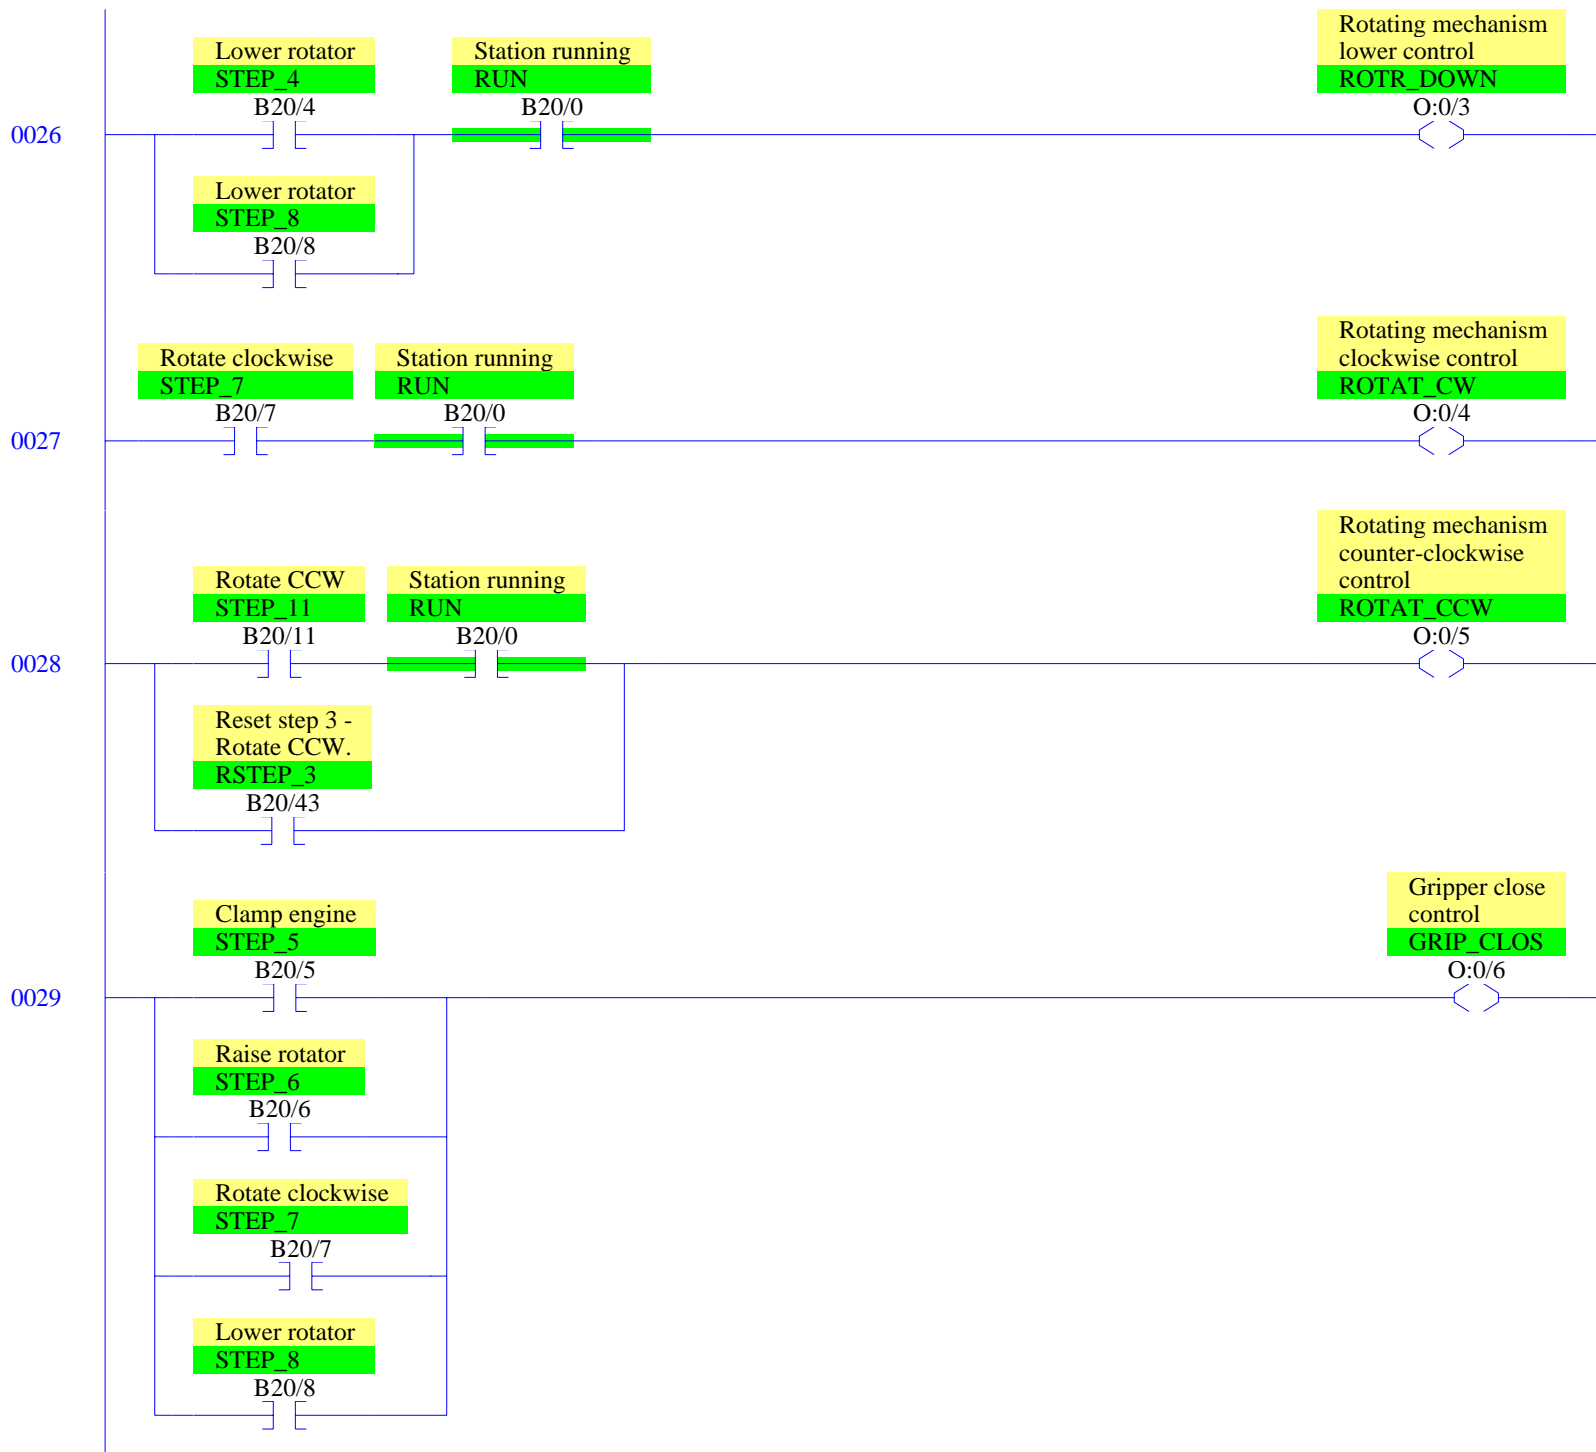 Rotating mechanism
lower control
ROTR_DOWN
O:0/3
Lower rotator
STEP_4
B20/4
Station running
RUN
B20/0
0026
Lower rotator
STEP_8
B20/8
Rotating mechanism
clockwise control
ROTAT_CW
O:0/4
Rotate clockwise
STEP_7
B20/7
Station running
RUN
B20/0
0027
Rotating mechanism
counter-clockwise
control
ROTAT_CCW
O:0/5
Rotate CCW
STEP_11
B20/11
Station running
RUN
B20/0
0028
Reset step 3 -
Rotate CCW.
RSTEP_3
B20/43
Gripper close
control
GRIP_CLOS
O:0/6
Clamp engine
STEP_5
B20/5
0029
Raise rotator
STEP_6
B20/6
Rotate clockwise
STEP_7
B20/7
Lower rotator
STEP_8
B20/8